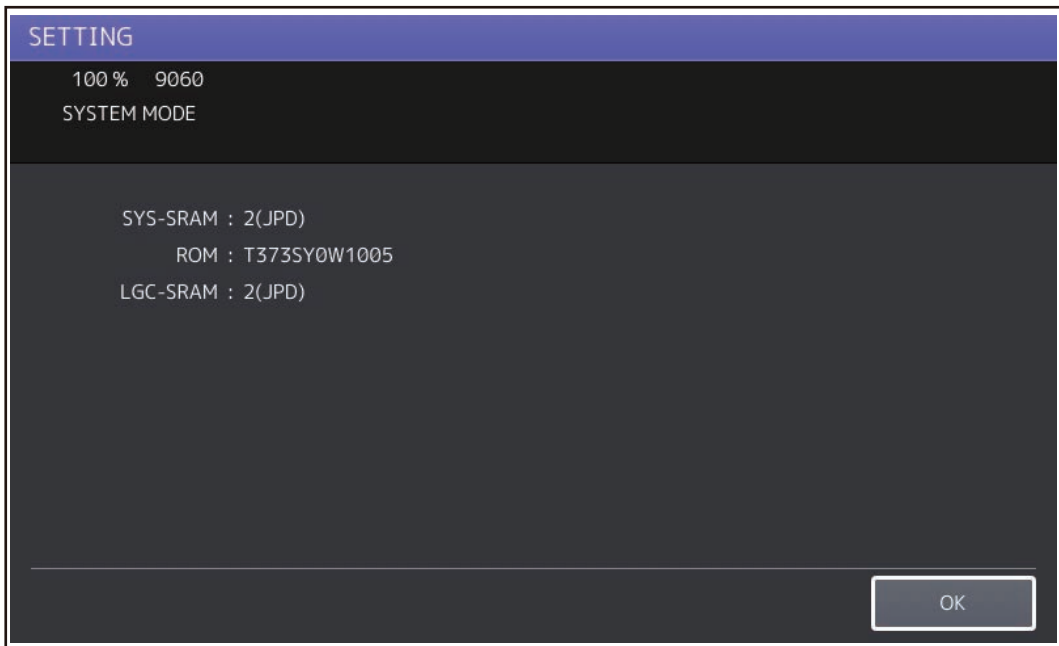 SETTING
100 % 9060
SYSTEM MODE
SYS-SRAM : 2(JPD)
ROM : T373SY0W1005
LGC-SRAM : 2(JPD)
OK